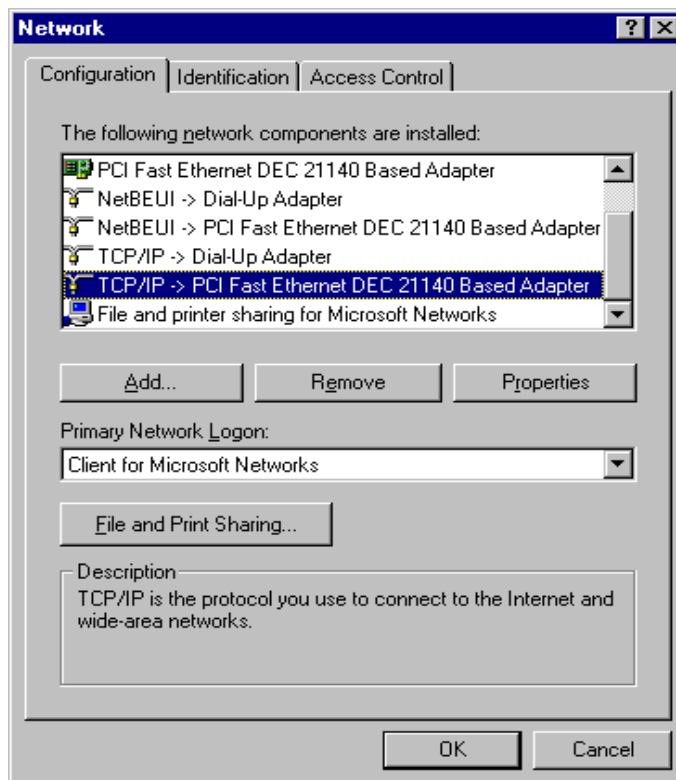 Network
Configuration Identification Access Control
The following network components are installed:
PCI Fast Ethernet DEC 21140 Based Adapter
NetBEUI -> Dial-Up Adapter
NetBEUI -> PCI Fast Ethernet DEC 21140 Based Adapter
TCP/IP -> Dial-Up Adapter
TCP/IP -> PCI Fast Ethernet DEC 21140 Based Adapter
File and printer sharing for Microsoft Networks
Add... Remove Properties
Primary Network Logon:
Client for Microsoft Networks
File and Print Sharing...
Description
TCP/IP is the protocol you use to connect to the Internet and
wide-area networks.
OK Cancel